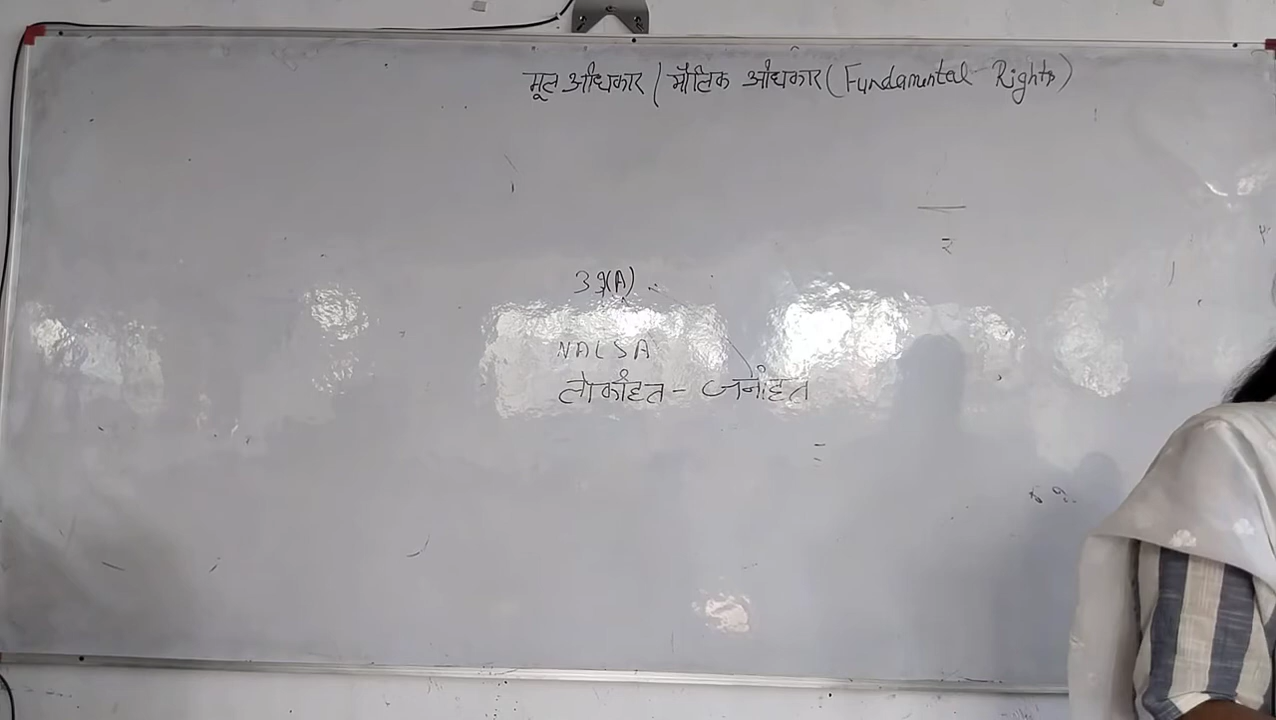 मूल अधिकार / मौलिक अधिकार (Fundamental Rights)
39(A)
NALSA
लोकहित - जनहित